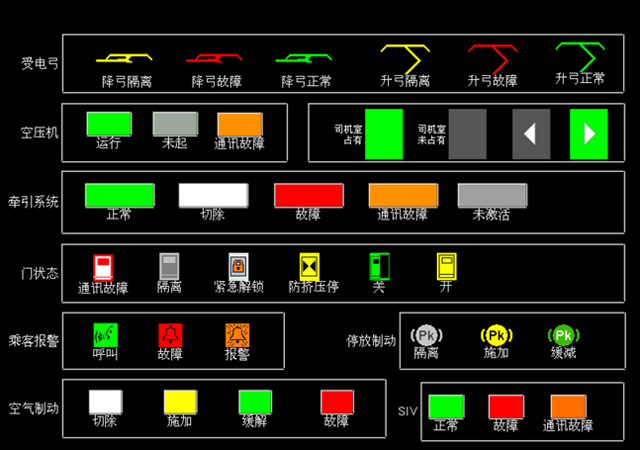 受电弓
降弓隔离 降弓故障 降弓正常 升弓隔离 升弓故障 升弓正常
空压机
运行 未起 通讯故障
司机室
占有
司机室
未占有
牵引系统
正常 切除 故障 通讯故障 未激活
门状态
通讯故障 隔离 紧急解锁 防挤压停 关 开
乘客报警
呼叫 故障 报警
停放制动
Pk Pk Pk
隔离 施加 缓减
空气制动
切除 施加 缓解 故障
SIV
正常 故障 通讯故障